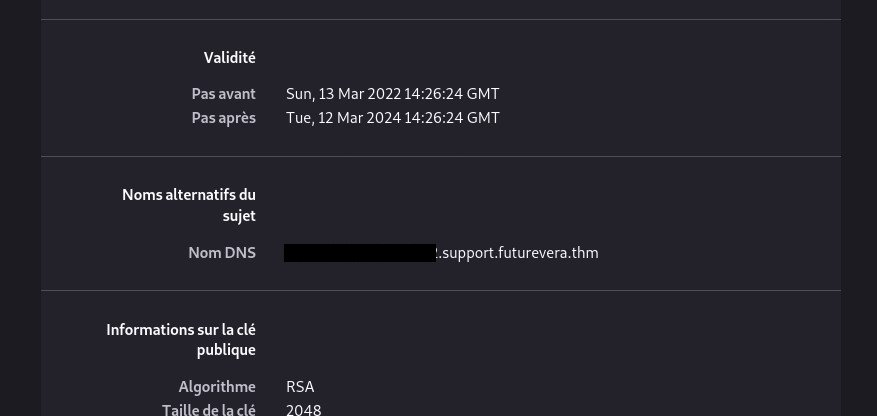 Validité
Pas avant Sun, 13 Mar 2022 14:26:24 GMT
Pas après Tue, 12 Mar 2024 14:26:24 GMT
Noms alternatifs du
sujet
Nom DNS .support.futurevera.thm
Informations sur la clé
publique
Algorithme RSA
Taille de la clé 2048